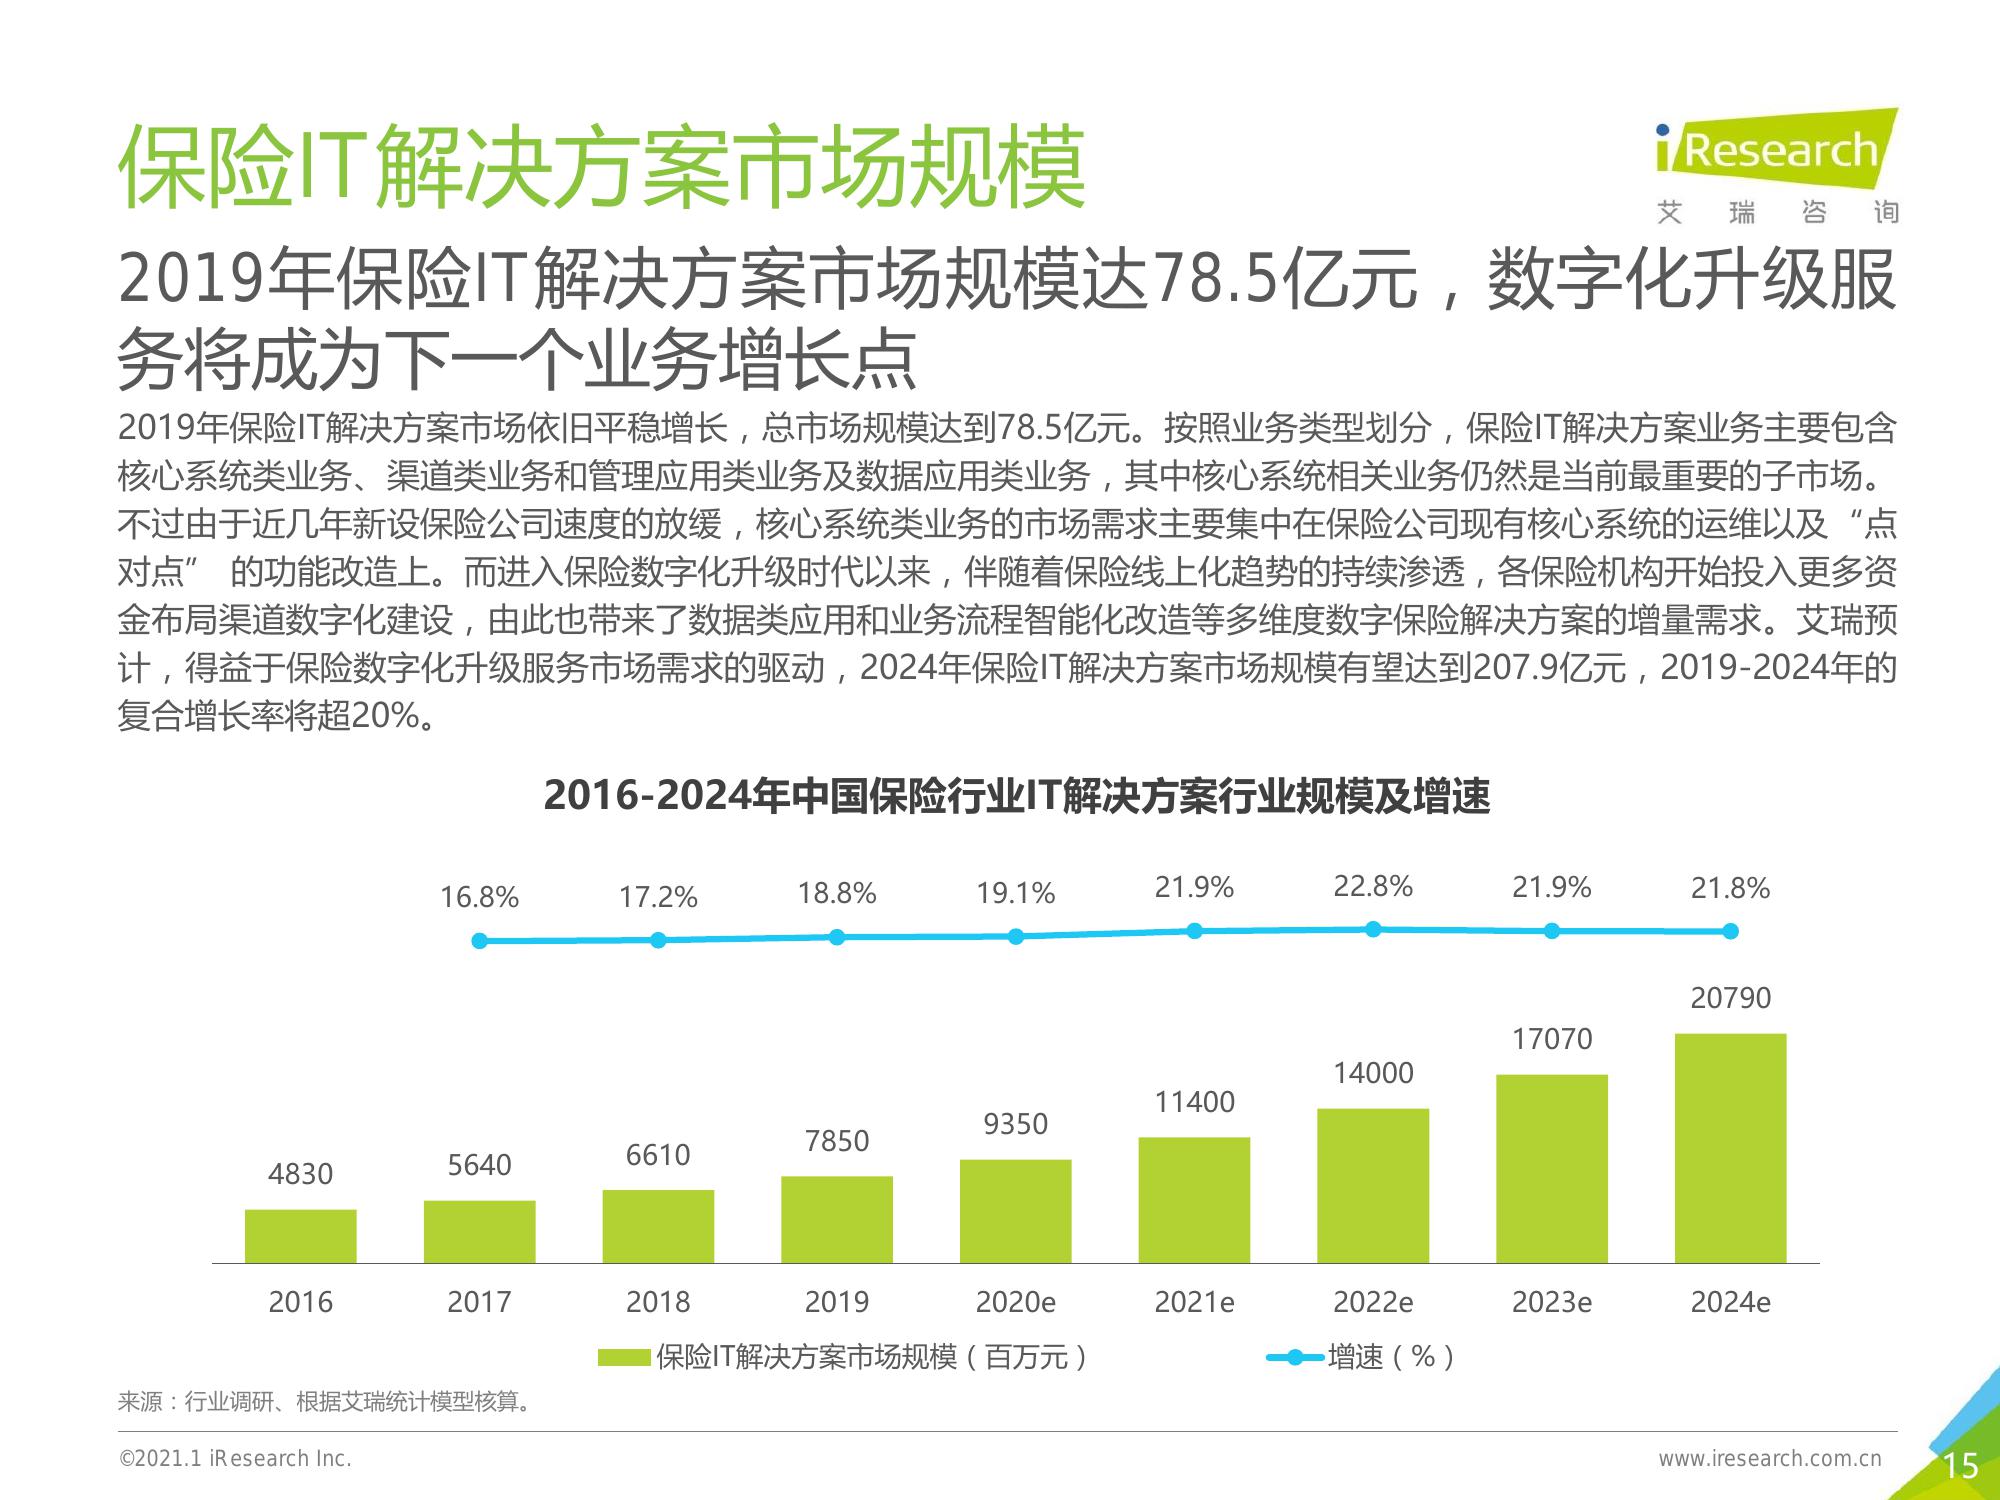 保险IT解决方案市场规模
iResearch
艾瑞咨询
2019年保险IT解决方案市场规模达78.5亿元，数字化升级服
务将成为下一个业务增长点
2019年保险IT解决方案市场依旧平稳增长，总市场规模达到78.5亿元。按照业务类型划分，保险IT解决方案业务主要包含
核心系统类业务、渠道类业务和管理应用类业务及数据应用类业务，其中核心系统相关业务仍然是当前最重要的子市场。
不过由于近几年新设保险公司速度的放缓，核心系统类业务的市场需求主要集中在保险公司现有核心系统的运维以及“点
对点” 的功能改造上。而进入保险数字化升级时代以来，伴随着保险线上化趋势的持续渗透，各保险机构开始投入更多资
金布局渠道数字化建设，由此也带来了数据类应用和业务流程智能化改造等多维度数字保险解决方案的增量需求。艾瑞预
计，得益于保险数字化升级服务市场需求的驱动，2024年保险IT解决方案市场规模有望达到207.9亿元，2019-2024年的
复合增长率将超20%。
2016-2024年中国保险行业IT解决方案行业规模及增速
16.8% 17.2% 18.8% 19.1% 21.9% 22.8% 21.9% 21.8%
4830 5640 6610 7850 9350 11400 14000 17070 20790
2016 2017 2018 2019 2020e 2021e 2022e 2023e 2024e
保险IT解决方案市场规模（百万元） 增速（%）
来源：行业调研、根据艾瑞统计模型核算。
©2021.1 iResearch Inc. www.iresearch.com.cn
15